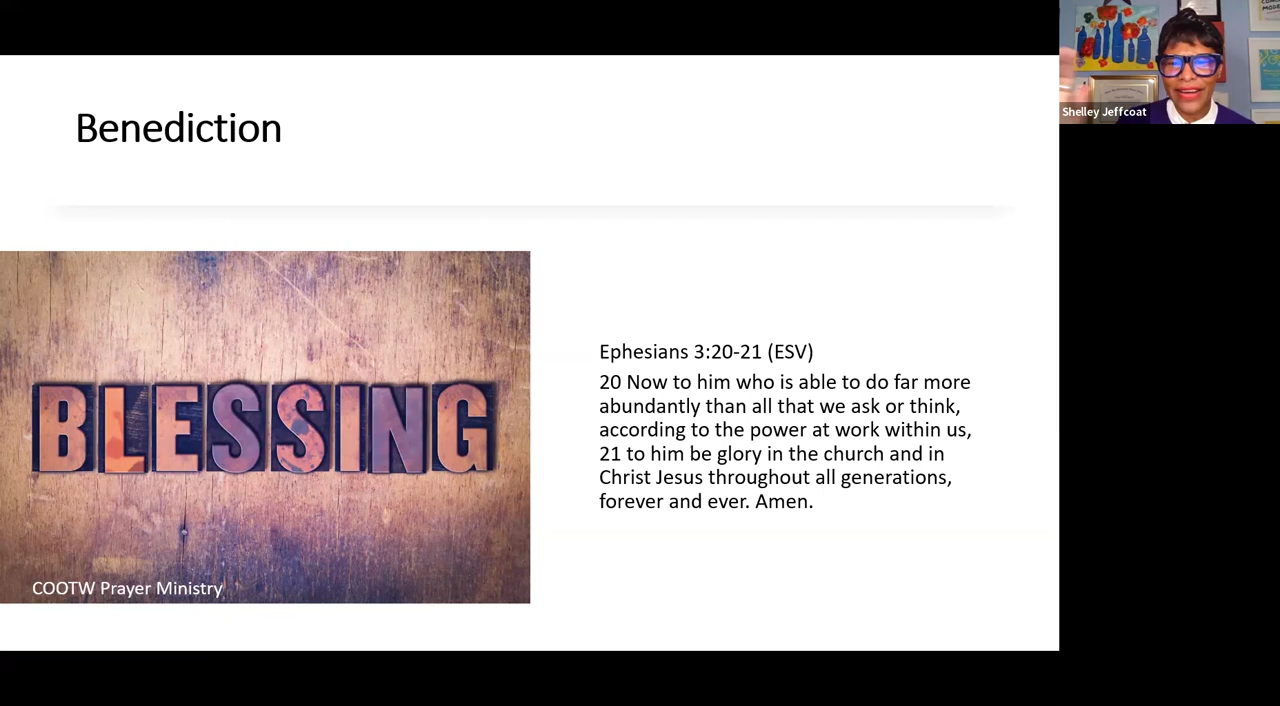 Benediction
Shelley Jeffcoat
BLESSING
COOTW Prayer Ministry
Ephesians 3:20-21 (ESV)
20 Now to him who is able to do far more
abundantly than all that we ask or think,
according to the power at work within us,
21 to him be glory in the church and in
Christ Jesus throughout all generations,
forever and ever. Amen.